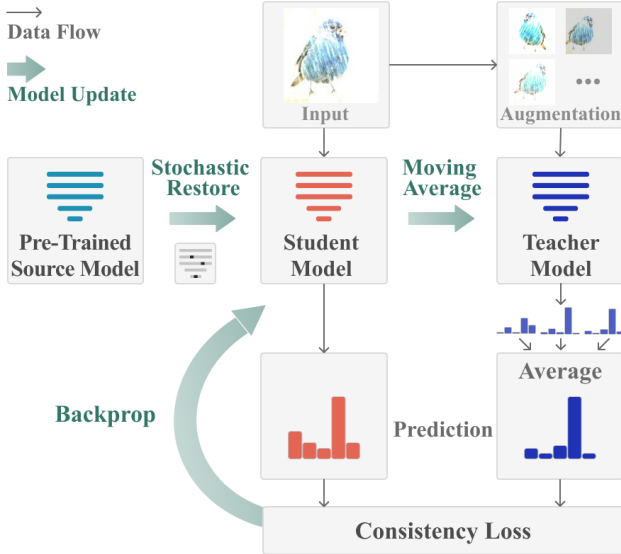 Data Flow
Model Update
Input
Augmentation
Stochastic
Restore
Moving
Average
Pre-Trained
Source Model
Student
Model
Teacher
Model
Average
Backprop
Prediction
Consistency Loss